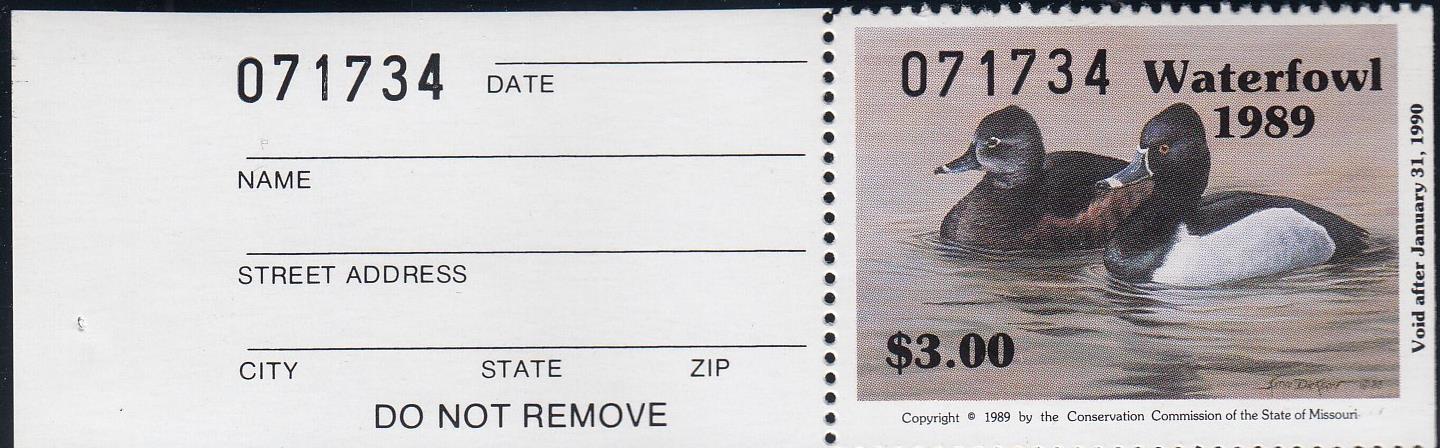 071734
DATE
NAME
STREET ADDRESS
CITY STATE ZIP
DO NOT REMOVE
071734 Waterfowl
1989
$3.00
Void after January 31, 1990
Copyright © 1989 by the Conservation Commission of the State of Missouri